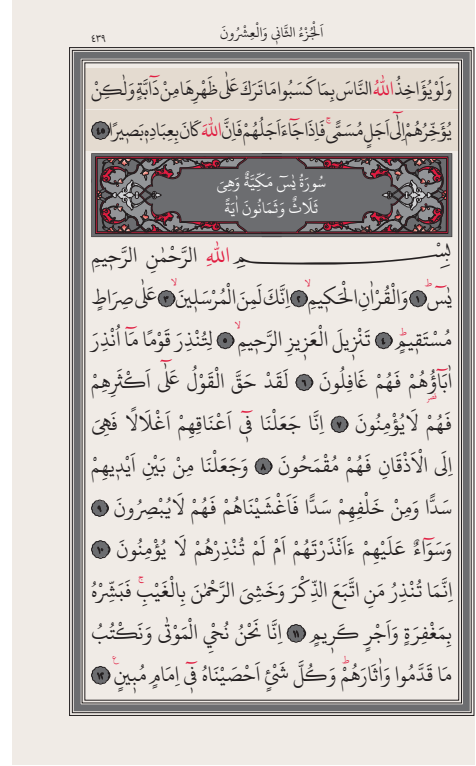 اَلْجُزْءُ الثَّانِي وَالْعِشْرُونَ
٤٣٩
وَلَوْ يُؤَاخِذُ اللّٰهُ النَّاسَ بِمَا كَسَبُوا مَا تَرَكَ عَلٰى ظَهْرِهَا مِنْ دَٓابَّةٍ وَلٰكِنْ
يُؤَخِّرُهُمْ اِلٰٓى اَجَلٍ مُسَمًّىۚ فَاِذَا جَٓاءَ اَجَلُهُمْ فَاِنَّ اللّٰهَ كَانَ بِعِبَادِهٖ بَصٖيرًا ﴿٤٥﴾
سُورَةُ يٰسٓ مَكِّيَّةٌ وَهِىَ
ثَلَاثٌ وَثَمَانُونَ اٰيَةً
بِسْمِ اللّٰهِ الرَّحْمٰنِ الرَّحٖيمِ
يٰسٓۜ ﴿١﴾ وَالْقُرْاٰنِ الْحَكٖيمِۙ ﴿٢﴾ اِنَّكَ لَمِنَ الْمُرْسَلٖينَۙ ﴿٣﴾ عَلٰى صِرَاطٍ
مُسْتَقٖيمٍۜ ﴿٤﴾ تَنْزٖيلَ الْعَزٖيزِ الرَّحٖيمِۙ ﴿٥﴾ لِتُنْذِرَ قَوْمًا مَٓا اُنْذِرَ
اٰبَٓاؤُ۬هُمْ فَهُمْ غَافِلُونَ ﴿٦﴾ لَقَدْ حَقَّ الْقَوْلُ عَلٰٓى اَكْثَرِهِمْ
فَهُمْ لَا يُؤْمِنُونَ ﴿٧﴾ اِنَّا جَعَلْنَا فٖٓى اَعْنَاقِهِمْ اَغْلَالًا فَهِىَ
اِلَى الْاَذْقَانِ فَهُمْ مُقْمَحُونَ ﴿٨﴾ وَجَعَلْنَا مِنْ بَيْنِ اَيْدٖيهِمْ
سَدًّا وَمِنْ خَلْفِهِمْ سَدًّا فَاَغْشَيْنَاهُمْ فَهُمْ لَا يُبْصِرُونَ ﴿٩﴾
وَسَوَٓاءٌ عَلَيْهِمْ ءَاَنْذَرْتَهُمْ اَمْ لَمْ تُنْذِرْهُمْ لَا يُؤْمِنُونَ ﴿١٠﴾
اِنَّمَا تُنْذِرُ مَنِ اتَّبَعَ الذِّكْرَ وَخَشِىَ الرَّحْمٰنَ بِالْغَيْبِۚ فَبَشِّرْهُ
بِمَغْفِرَةٍ وَاَجْرٍ كَرٖيمٍ ﴿١١﴾ اِنَّا نَحْنُ نُحْىِ الْمَوْتٰى وَنَكْتُبُ
مَا قَدَّمُوا وَاٰثَارَهُمْۜ وَكُلَّ شَىْءٍ اَحْصَيْنَاهُ فٖٓى اِمَامٍ مُبٖينٍۚ ﴿١٢﴾